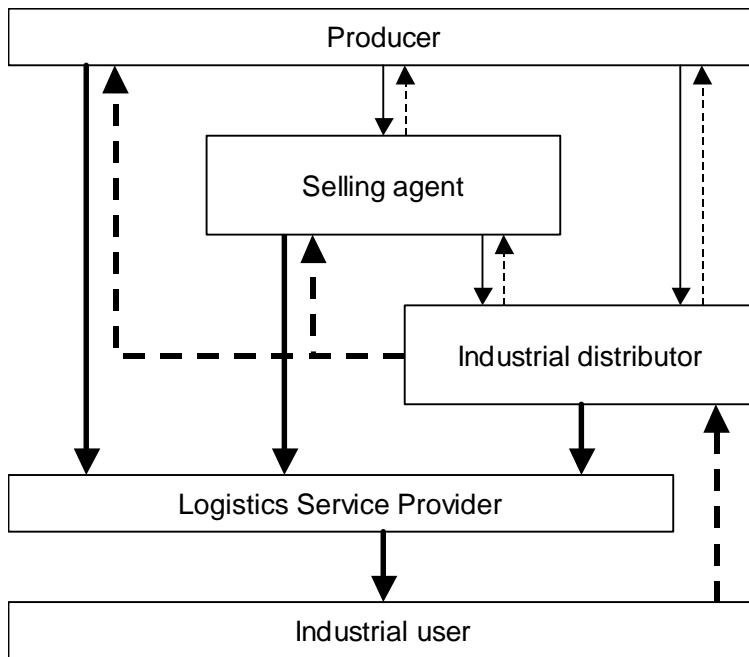 Producer
Selling agent
Industrial distributor
Logistics Service Provider
Industrial user